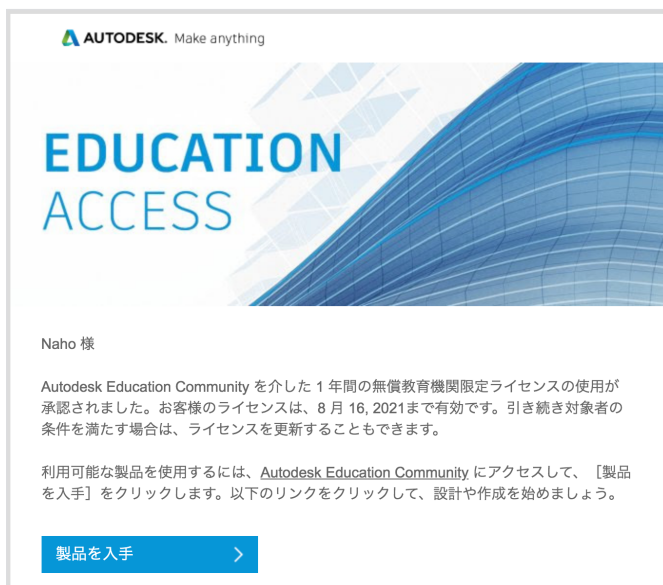 AUTODESK. Make anything
EDUCATION
ACCESS
Naho 様
Autodesk Education Community を介した 1 年間の無償教育機関限定ライセンスの使用が
承認されました。お客様のライセンスは、8 月 16, 2021まで有効です。引き続き対象者の
条件を満たす場合は、ライセンスを更新することもできます。
利用可能な製品を使用するには、Autodesk Education Community にアクセスして、［製品
を入手］をクリックします。以下のリンクをクリックして、設計や作成を始めましょう。
製品を入手